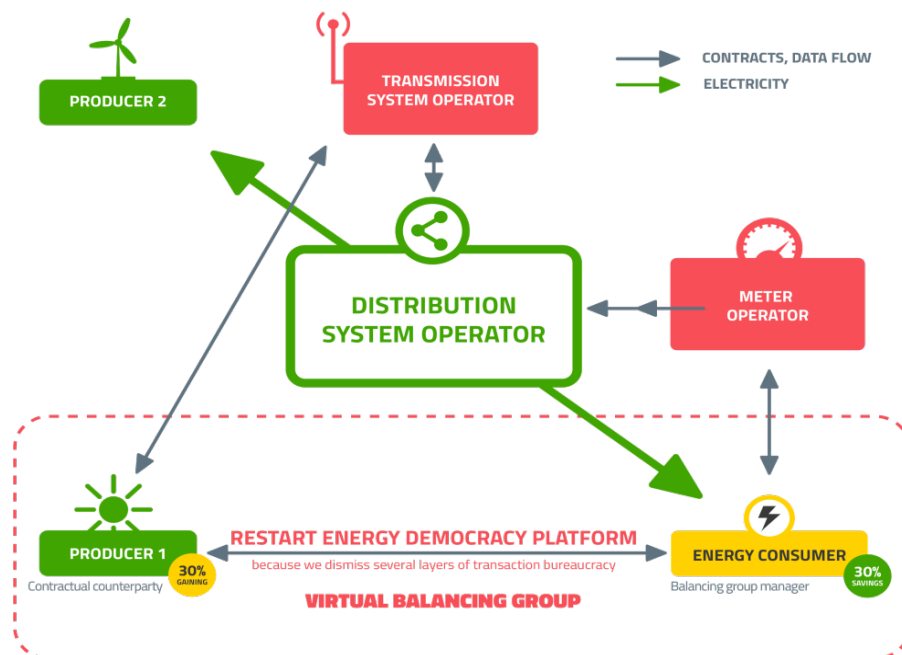 TRANSMISSION
SYSTEM OPERATOR
CONTRACTS, DATA FLOW
ELECTRICITY
PRODUCER 2
DISTRIBUTION
SYSTEM OPERATOR
METER
OPERATOR
PRODUCER 1
30%
GAINING
Contractual counterparty
RESTART ENERGY DEMOCRACY PLATFORM
because we dismiss several layers of transaction bureaucracy
VIRTUAL BALANCING GROUP
ENERGY CONSUMER
30%
SAVINGS
Balancing group manager